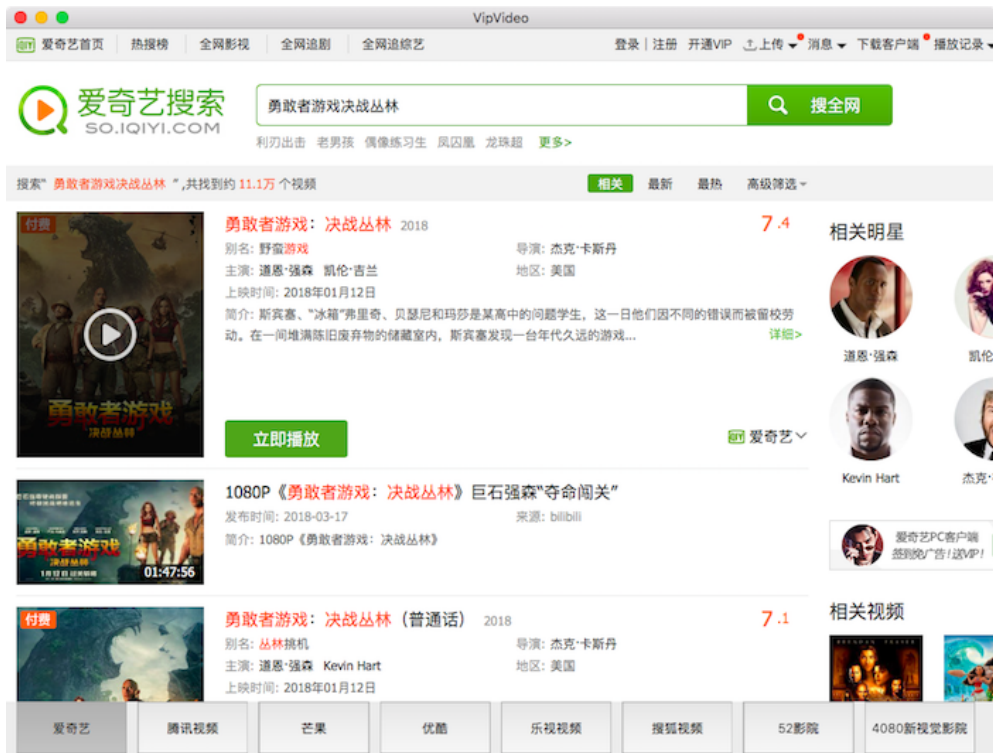 VipVideo
爱奇艺首页 热搜榜 全网影视 全网追剧 全网追综艺 登录 | 注册 开通VIP 上传 消息 下载客户端 播放记录
爱奇艺搜索
SO.IQIYI.COM
勇敢者游戏决战丛林 搜全网
利刃出击 老男孩 偶像练习生 凤囚凰 龙珠超 更多>
搜索“ 勇敢者游戏决战丛林 ”,共找到约 11.1万 个视频 相关 最新 最热 高级筛选
付费
勇敢者游戏：决战丛林 2018 7.4
别名: 野蛮游戏 导演: 杰克·卡斯丹
主演: 道恩·强森 凯伦·吉兰 地区: 美国
上映时间: 2018年01月12日
简介: 斯宾塞、“冰箱”弗里奇、贝瑟尼和玛莎是某高中的问题学生，这一日他们因不同的错误而被留校劳
动。在一间堆满陈旧废弃物的储藏室内，斯宾塞发现一台年代久远的游戏... 详细>
勇敢者游戏
决战丛林
立即播放 爱奇艺
相关明星
道恩·强森 凯伦
Kevin Hart 杰克·
1080P《勇敢者游戏：决战丛林》巨石强森“夺命闯关”
发布时间: 2018-03-17 来源: bilibili
简介: 1080P《勇敢者游戏：决战丛林》
勇敢者游戏
决战丛林
01:47:56
爱奇艺PC客户端
签到免广告!送VIP!
付费
勇敢者游戏：决战丛林（普通话） 2018 7.1
别名: 丛林挑机 导演: 杰克·卡斯丹
主演: 道恩·强森 Kevin Hart 地区: 美国
上映时间: 2018年01月12日
相关视频
BRENDAN FRASER
爱奇艺 腾讯视频 芒果 优酷 乐视视频 搜狐视频 52影院 4080新视觉影院